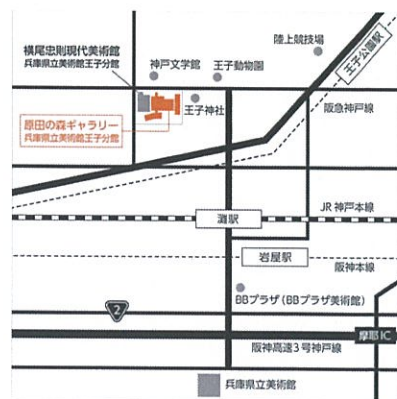 陸上競技場
王子公園駅
横尾忠則現代美術館
兵庫県立美術館王子分館
神戸文学館
王子動物園
阪急神戸線
原田の森ギャラリー
兵庫県立美術館王子分館
王子神社
JR神戸本線
灘駅
岩屋駅
阪神本線
BBプラザ(BBプラザ美術館)
2
摩耶IC
阪神高速3号神戸線
兵庫県立美術館